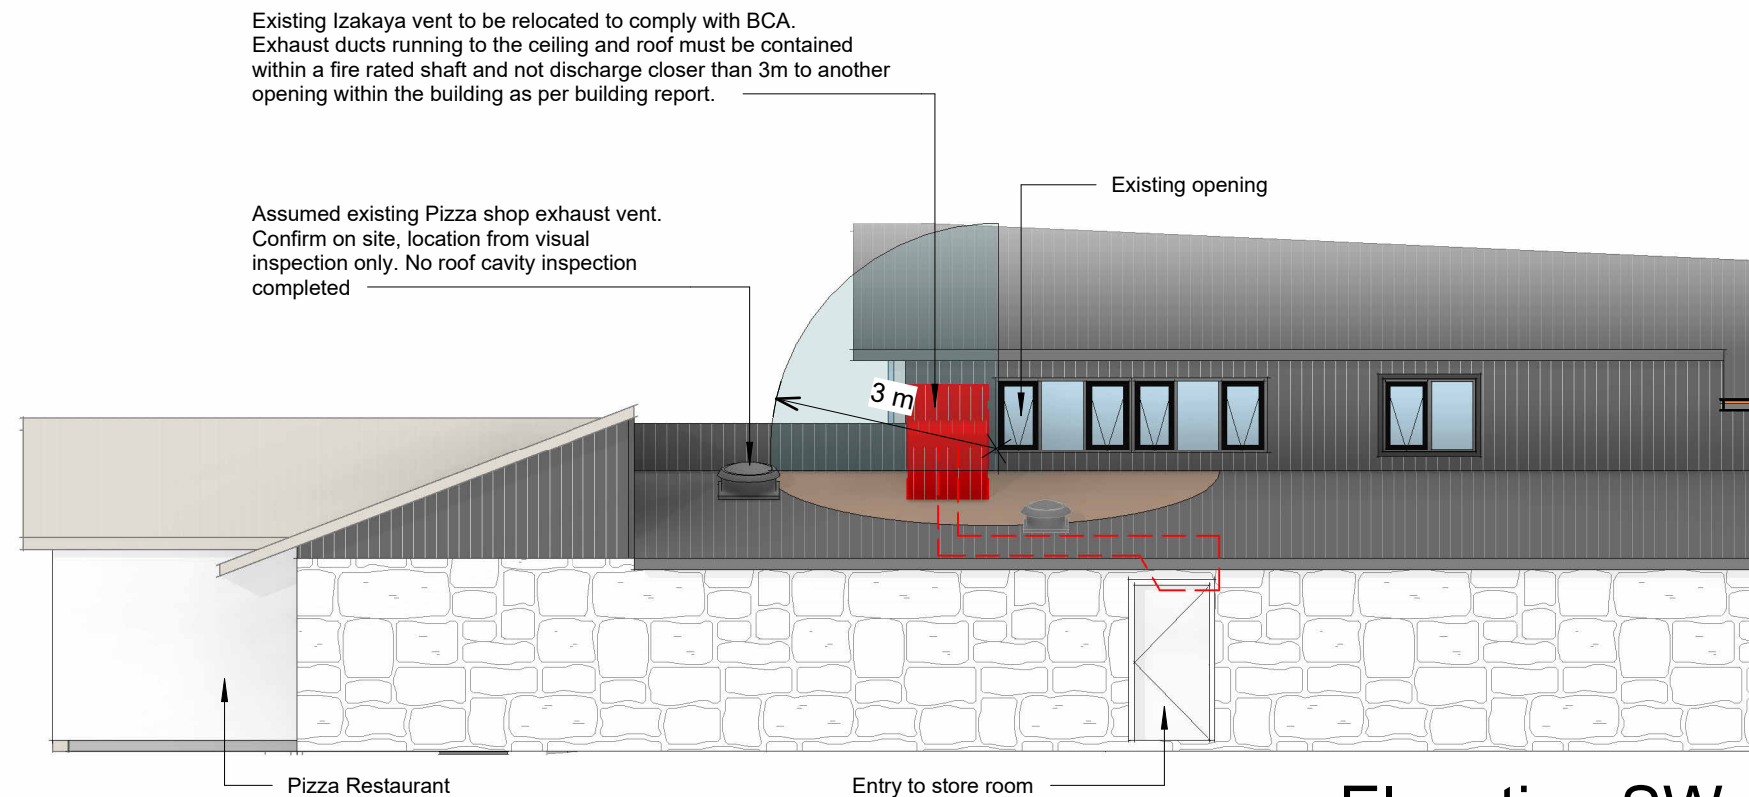 Existing Izakaya vent to be relocated to comply with BCA.
Exhaust ducts running to the ceiling and roof must be contained
within a fire rated shaft and not discharge closer than 3m to another
opening within the building as per building report.
Existing opening
Assumed existing Pizza shop exhaust vent.
Confirm on site, location from visual
inspection only. No roof cavity inspection
completed
3 m
Pizza Restaurant
Entry to store room
Elevation SW